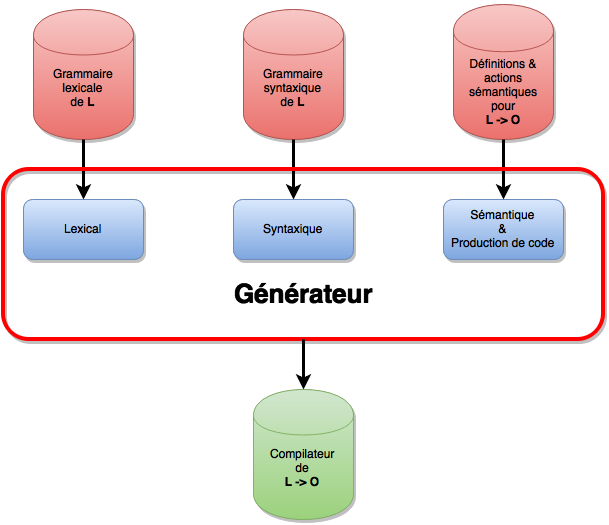 Grammaire
lexicale
de L
Grammaire
syntaxique
de L
Définitions &
actions
sémantiques
pour
L -> O
Lexical
Syntaxique
Sémantique
&
Production de code
Générateur
Compilateur
de
L -> O